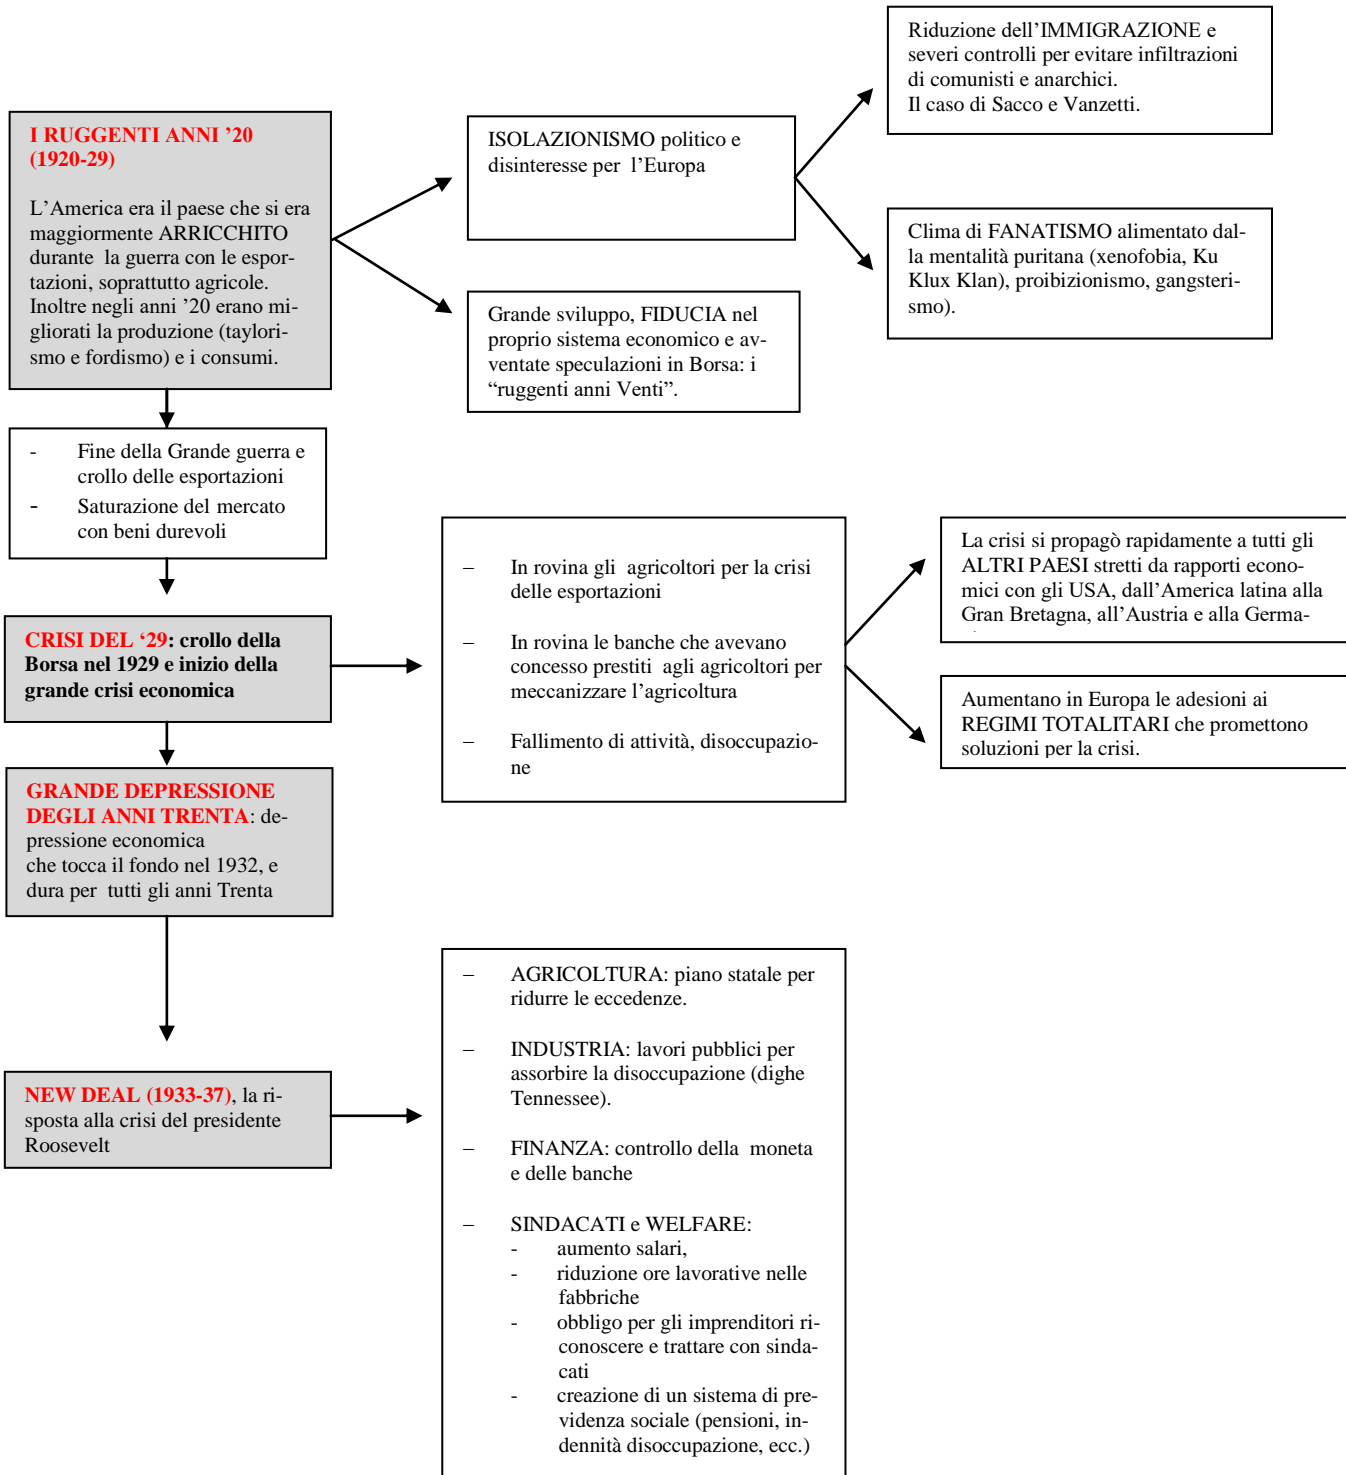 I RUGGENTI ANNI ’20
(1920-29)
L’America era il paese che si era
maggiormente ARRICCHITO
durante la guerra con le espor-
tazioni, soprattutto agricole.
Inoltre negli anni ’20 erano mi-
gliorati la produzione (taylori-
smo e fordismo) e i consumi.
ISOLAZIONISMO politico e
disinteresse per l’Europa
Riduzione dell’IMMIGRAZIONE e
severi controlli per evitare infiltrazioni
di comunisti e anarchici.
Il caso di Sacco e Vanzetti.
Clima di FANATISMO alimentato dal-
la mentalità puritana (xenofobia, Ku
Klux Klan), proibizionismo, gangsteri-
smo).
Grande sviluppo, FIDUCIA nel
proprio sistema economico e av-
ventate speculazioni in Borsa: i
“ruggenti anni Venti”.
- Fine della Grande guerra e
crollo delle esportazioni
- Saturazione del mercato
con beni durevoli
CRISI DEL ‘29: crollo della
Borsa nel 1929 e inizio della
grande crisi economica
– In rovina gli agricoltori per la crisi
delle esportazioni
– In rovina le banche che avevano
concesso prestiti agli agricoltori per
meccanizzare l’agricoltura
– Fallimento di attività, disoccupazio-
ne
La crisi si propagò rapidamente a tutti gli
ALTRI PAESI stretti da rapporti econo-
mici con gli USA, dall’America latina alla
Gran Bretagna, all’Austria e alla Germa-
Aumentano in Europa le adesioni ai
REGIMI TOTALITARI che promettono
soluzioni per la crisi.
GRANDE DEPRESSIONE
DEGLI ANNI TRENTA: de-
pressione economica
che tocca il fondo nel 1932, e
dura per tutti gli anni Trenta
NEW DEAL (1933-37), la ri-
sposta alla crisi del presidente
Roosevelt
– AGRICOLTURA: piano statale per
ridurre le eccedenze.
– INDUSTRIA: lavori pubblici per
assorbire la disoccupazione (dighe
Tennessee).
– FINANZA: controllo della moneta
e delle banche
– SINDACATI e WELFARE:
- aumento salari,
- riduzione ore lavorative nelle
fabbriche
- obbligo per gli imprenditori ri-
conoscere e trattare con sinda-
cati
- creazione di un sistema di pre-
videnza sociale (pensioni, in-
dennità disoccupazione, ecc.)